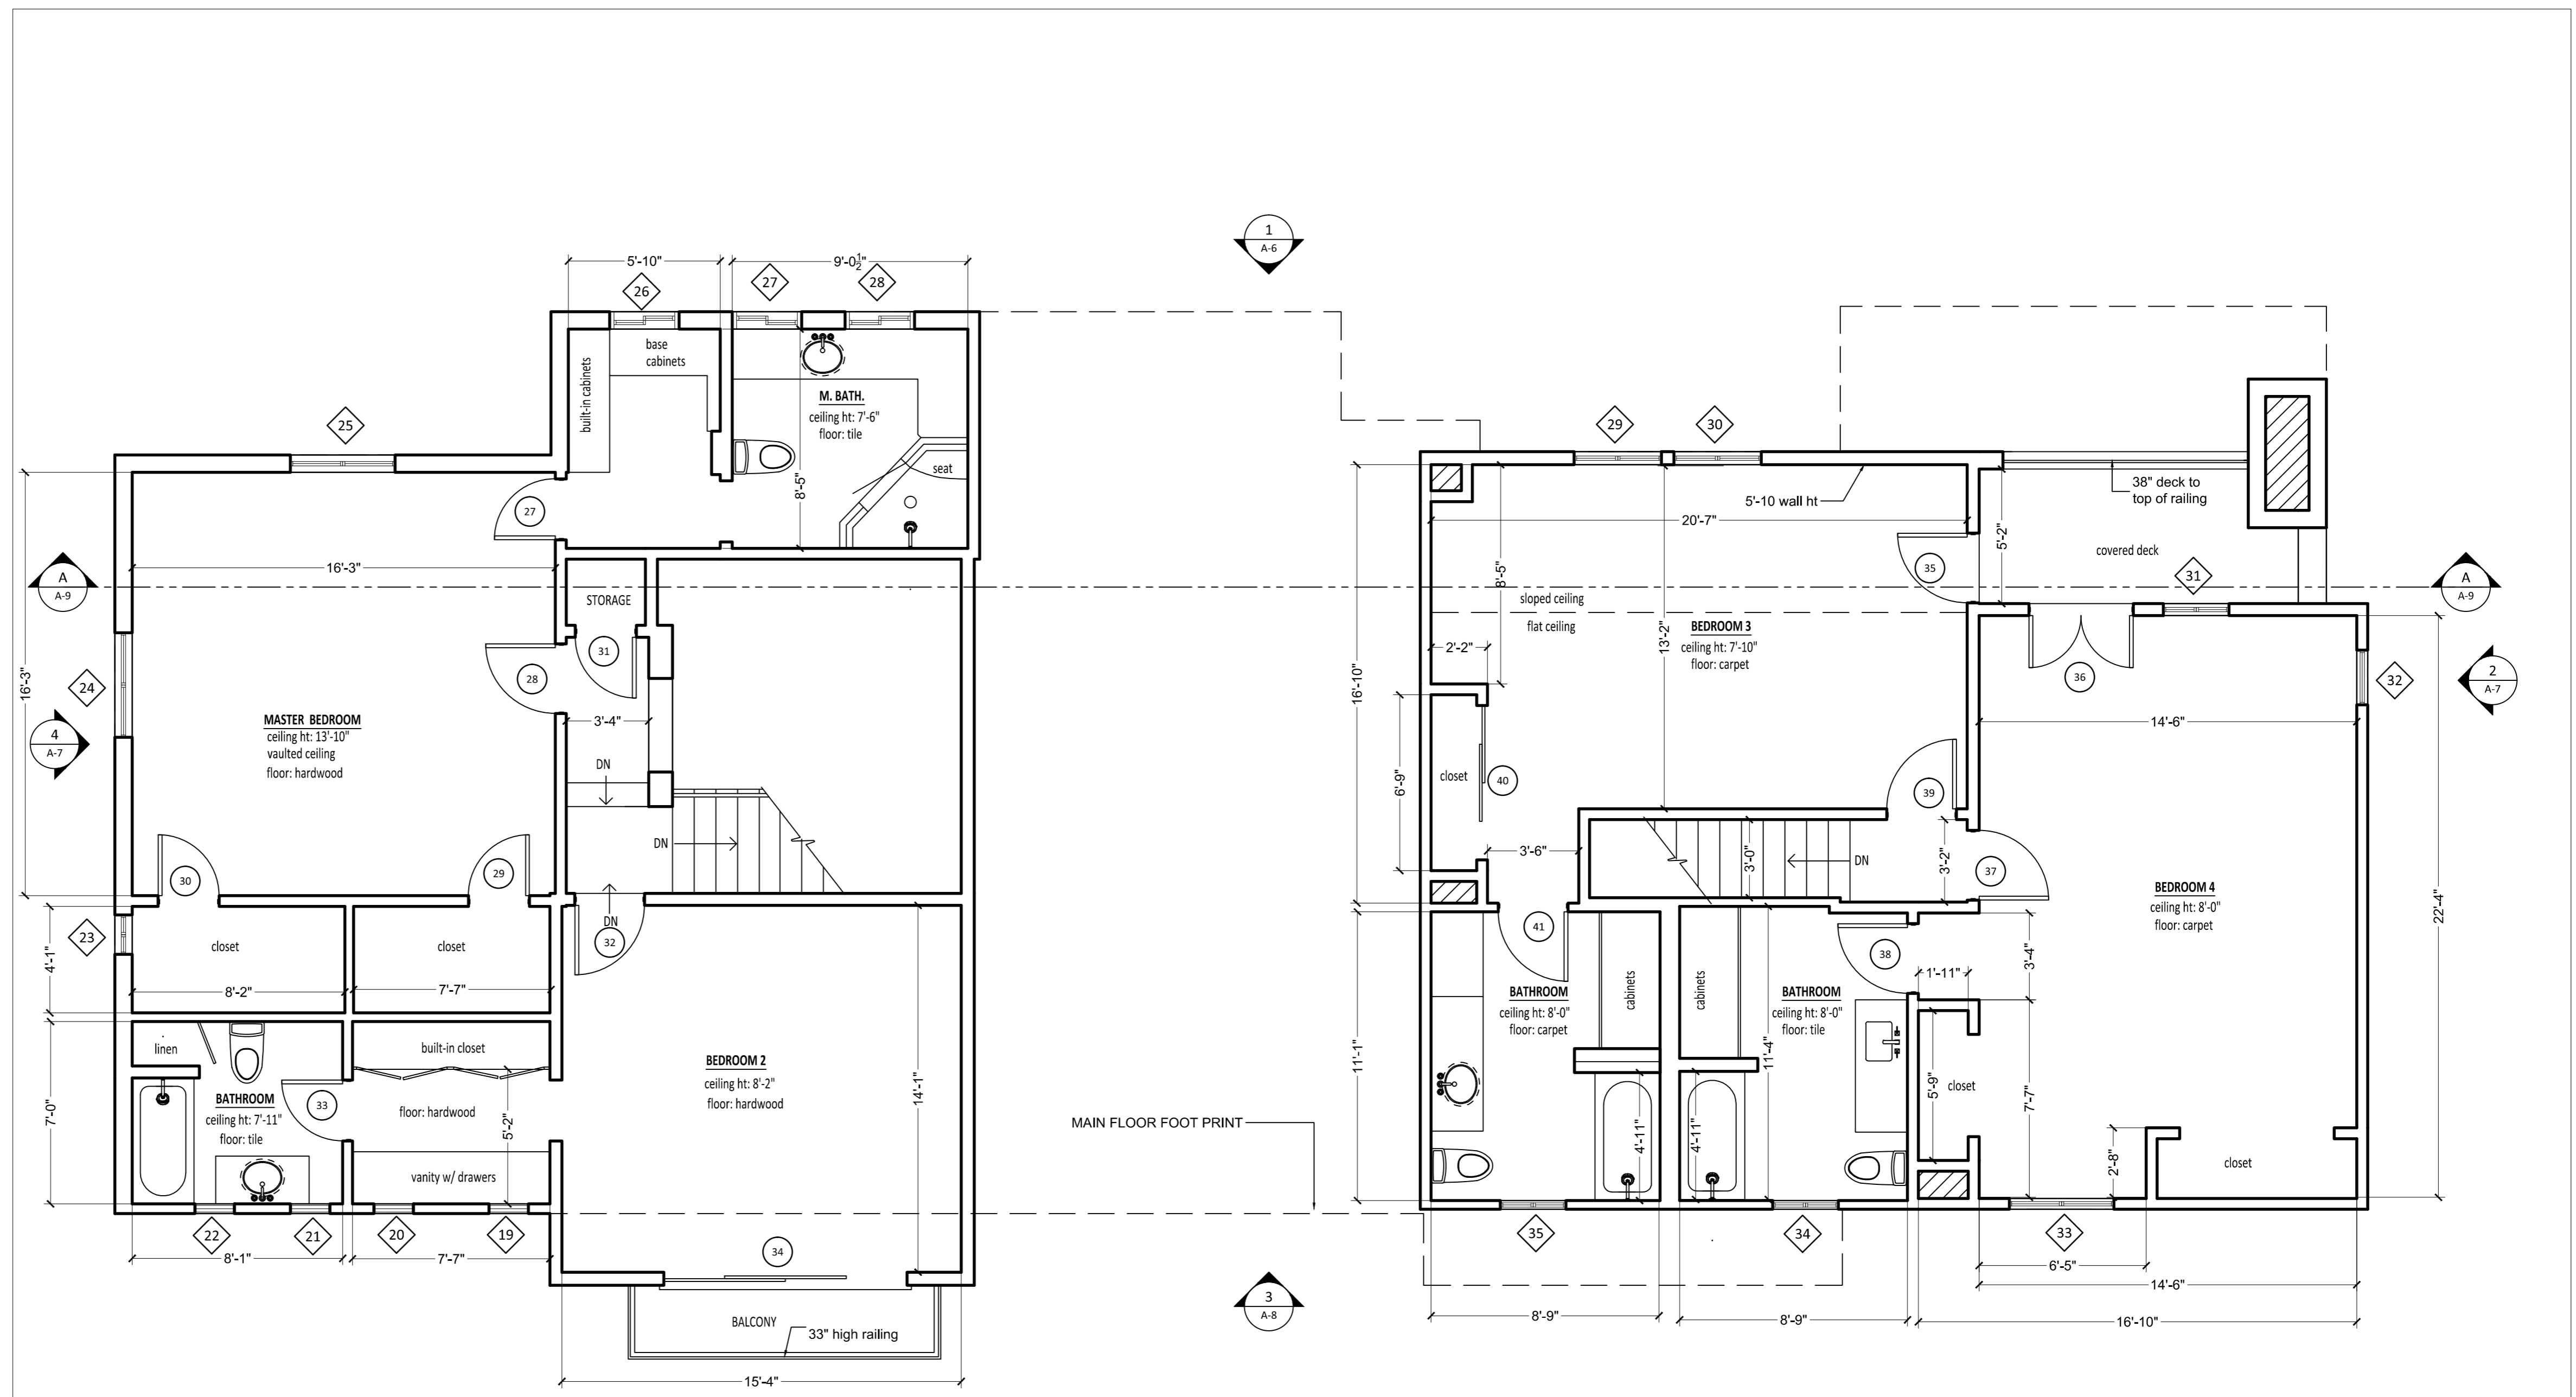 1
A-6
5'-10"
9'-0 1/2"
26
27
28
base
cabinets
built-in cabinets
M. BATH.
ceiling ht: 7'-6"
floor: tile
8'-5"
seat
25
27
16'-3"
A
A-9
STORAGE
31
28
24
16'-3"
4
A-7
MASTER BEDROOM
ceiling ht: 13'-10"
vaulted ceiling
floor: hardwood
3'-4"
DN
DN
30
29
DN
32
23
4'-1"
closet
closet
8'-2"
7'-7"
linen
built-in closet
BATHROOM
ceiling ht: 7'-11"
floor: tile
33
floor: hardwood
5'-2"
7'-0"
vanity w/ drawers
22
21
20
19
8'-1"
7'-7"
BEDROOM 2
ceiling ht: 8'-2"
floor: hardwood
14'-1"
34
BALCONY
33" high railing
15'-4"
MAIN FLOOR FOOT PRINT
3
A-8
29
30
5'-10 wall ht
20'-7"
38" deck to
top of railing
5'-2"
covered deck
35
31
A
A-9
8'-5"
sloped ceiling
flat ceiling
13'-2"
BEDROOM 3
ceiling ht: 7'-10"
floor: carpet
2'-2"
16'-10"
36
32
2
A-7
14'-6"
6'-9"
closet
40
39
3'-6"
3'-0"
DN
3'-2"
37
BEDROOM 4
ceiling ht: 8'-0"
floor: carpet
22'-4"
41
38
3'-4"
1'-11"
BATHROOM
ceiling ht: 8'-0"
floor: carpet
cabinets
cabinets
BATHROOM
ceiling ht: 8'-0"
floor: tile
11'-4"
11'-1"
5'-9"
closet
7'-7"
4'-11"
4'-11"
2'-8"
closet
35
34
33
6'-5"
14'-6"
8'-9"
8'-9"
16'-10"